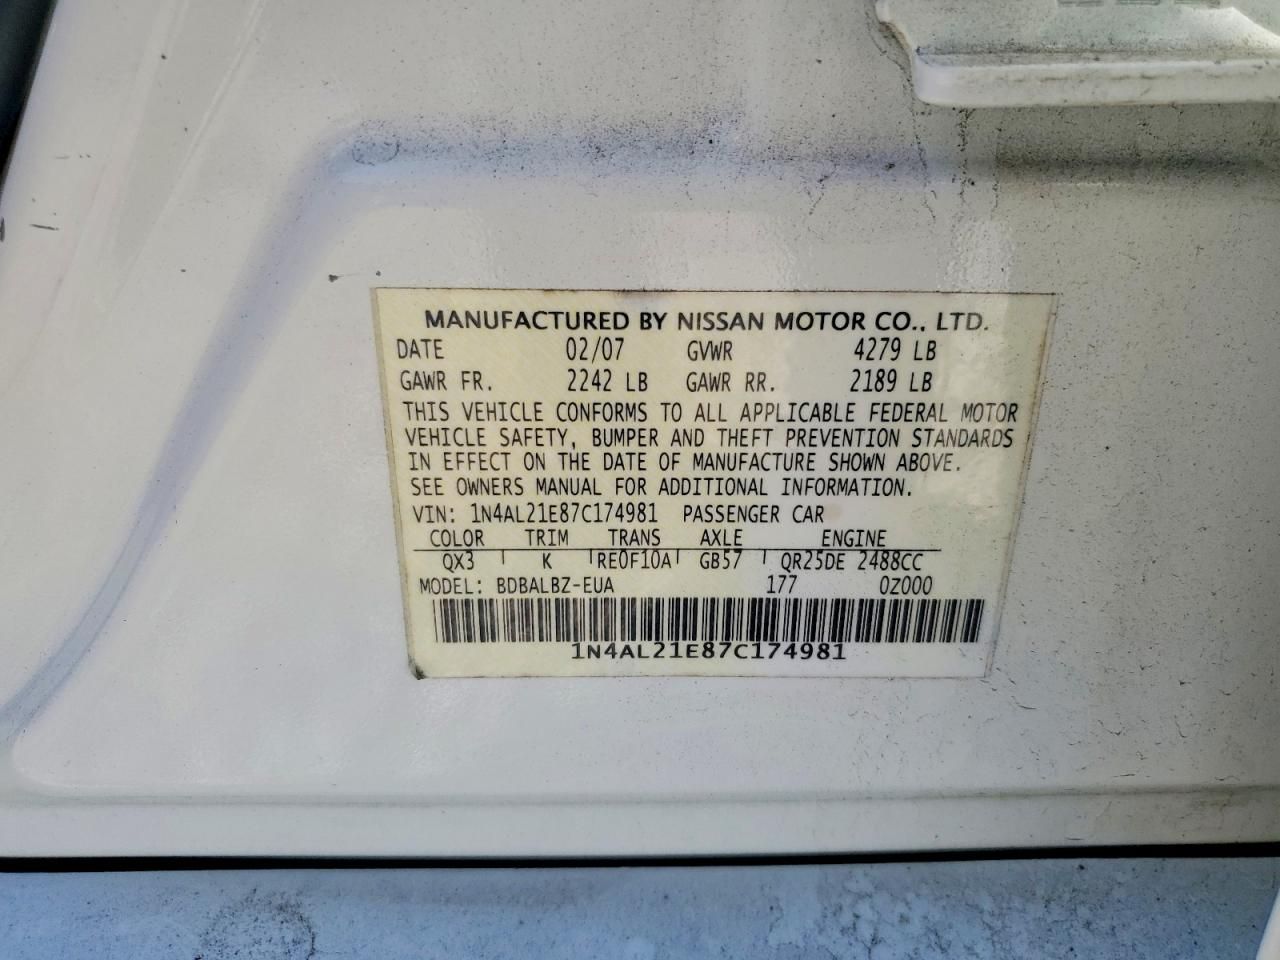 MANUFACTURED BY NISSAN MOTOR CO., LTD.
DATE 02/07 GVWR 4279 LB
GAWR FR. 2242 LB GAWR RR. 2189 LB
THIS VEHICLE CONFORMS TO ALL APPLICABLE FEDERAL MOTOR
VEHICLE SAFETY, BUMPER AND THEFT PREVENTION STANDARDS
IN EFFECT ON THE DATE OF MANUFACTURE SHOWN ABOVE.
SEE OWNERS MANUAL FOR ADDITIONAL INFORMATION.
VIN: 1N4AL21E87C174981 PASSENGER CAR
COLOR TRIM TRANS AXLE ENGINE
QX3 K RE0F10A GB57 QR25DE 2488CC
MODEL: BDBALBZ-EUA 177 0Z000
1N4AL21E87C174981